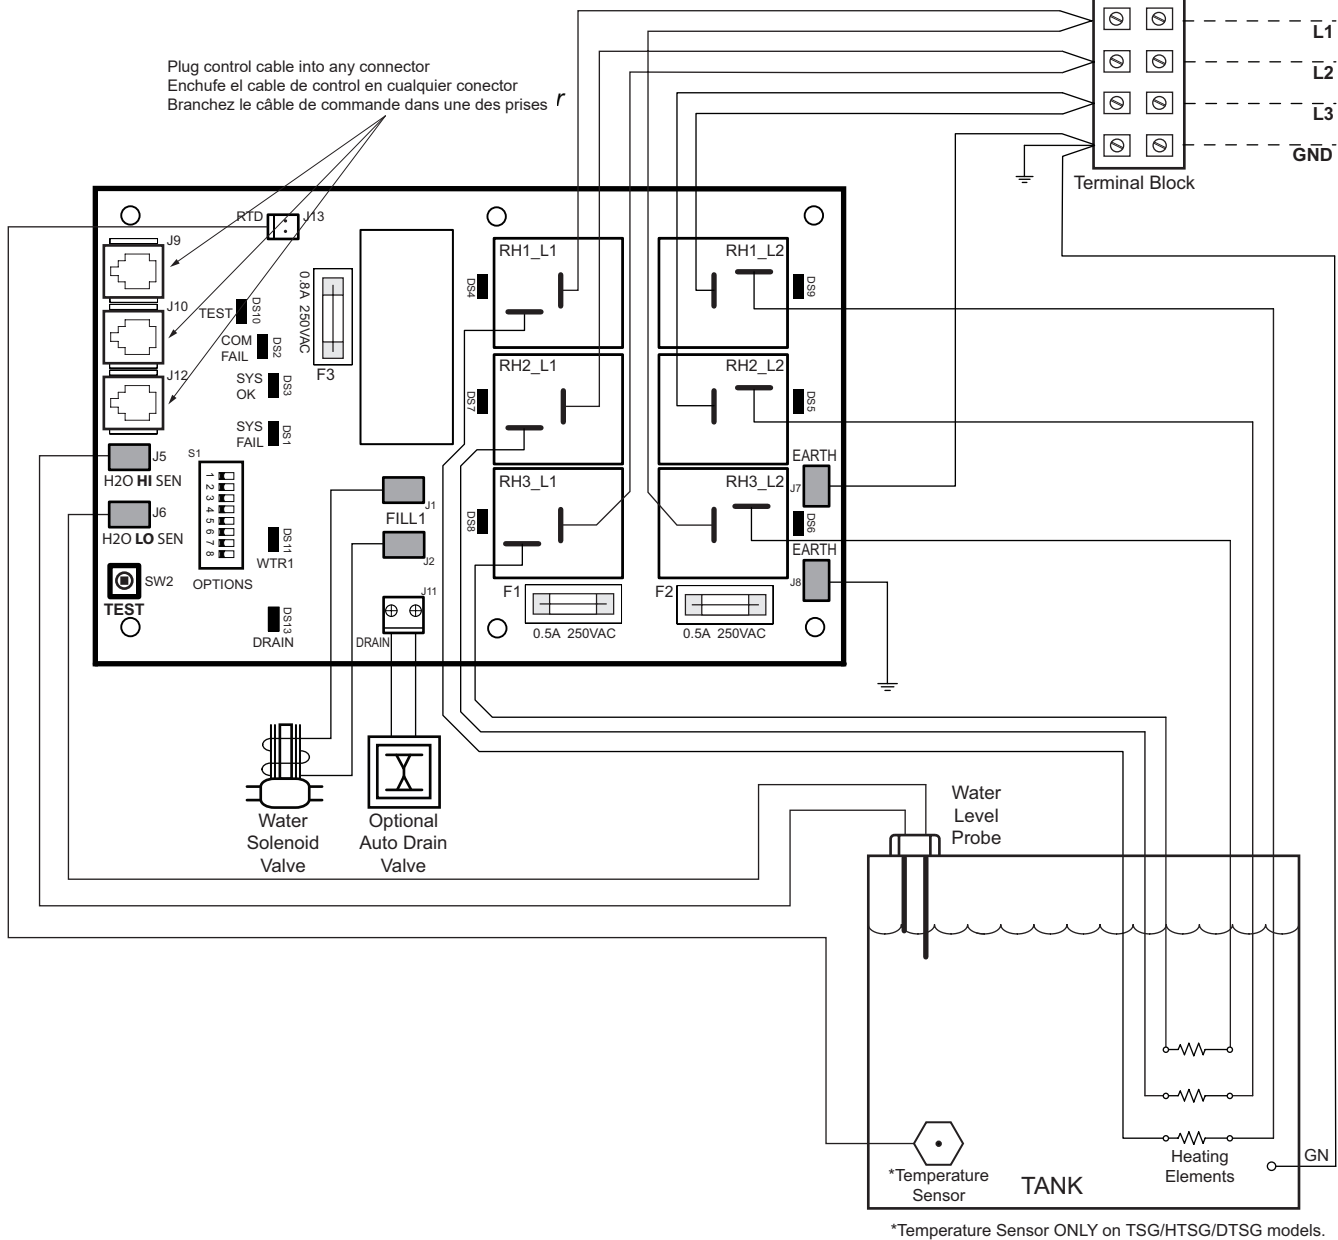 L1
L2
L3
GND
Terminal Block
Plug control cable into any connector
Enchufe el cable de control en cualquier conector
Branchez le câble de commande dans une des prises r
RTD
J13
J9
J10
J12
TEST
DS10
COM
FAIL
DS2
SYS
OK
DS3
SYS
FAIL
DS1
0.8A 250VAC
F3
RH1_L1
DS4
RH1_L2
DS9
RH2_L1
DS7
RH2_L2
DS5
RH3_L1
DS8
RH3_L2
DS6
EARTH
J7
EARTH
J8
J5
H2O HI SEN
J6
H2O LO SEN
SW2
TEST
S1
1 2 3 4 5 6 7 8
OPTIONS
DS11
WTR1
DS13
DRAIN
J1
FILL1
J2
J11
DRAIN
F1
0.5A 250VAC
F2
0.5A 250VAC
Water
Solenoid
Valve
Optional
Auto Drain
Valve
Water
Level
Probe
*Temperature
Sensor
TANK
Heating
Elements
GN
*Temperature Sensor ONLY on TSG/HTSG/DTSG models.